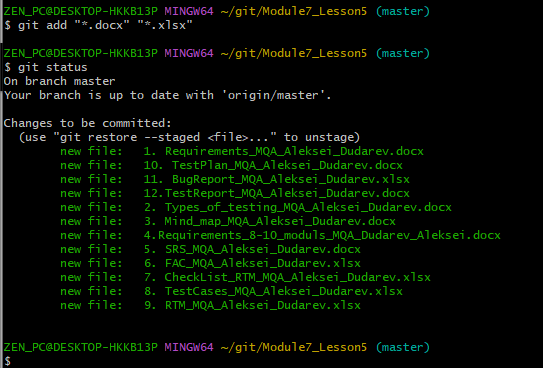 ZEN_PC@DESKTOP-HKKB13P MINGW64 ~/git/Module7_Lesson5 (master)
$ git add "*.docx" "*.xlsx"
ZEN_PC@DESKTOP-HKKB13P MINGW64 ~/git/Module7_Lesson5 (master)
$ git status
On branch master
Your branch is up to date with 'origin/master'.
Changes to be committed:
  (use "git restore --staged <file>..." to unstage)
        new file:   1. Requirements_MQA_Aleksei_Dudarev.docx
        new file:   10. TestPlan_MQA_Aleksei_Dudarev.docx
        new file:   11. BugReport_MQA_Aleksei_Dudarev.xlsx
        new file:   12.TestReport_MQA_Aleksei_Dudarev.docx
        new file:   2. Types_of_testing_MQA_Aleksei_Dudarev.docx
        new file:   3. Mind_map_MQA_Aleksei_Dudarev.docx
        new file:   4.Requirements_8-10_moduls_MQA_Dudarev_Aleksei.docx
        new file:   5. SRS_MQA_Aleksei_Dudarev.docx
        new file:   6. FAC_MQA_Aleksei_Dudarev.xlsx
        new file:   7. CheckList_RTM_MQA_Aleksei_Dudarev.xlsx
        new file:   8. TestCases_MQA_Aleksei_Dudarev.xlsx
        new file:   9. RTM_MQA_Aleksei_Dudarev.xlsx
ZEN_PC@DESKTOP-HKKB13P MINGW64 ~/git/Module7_Lesson5 (master)
$